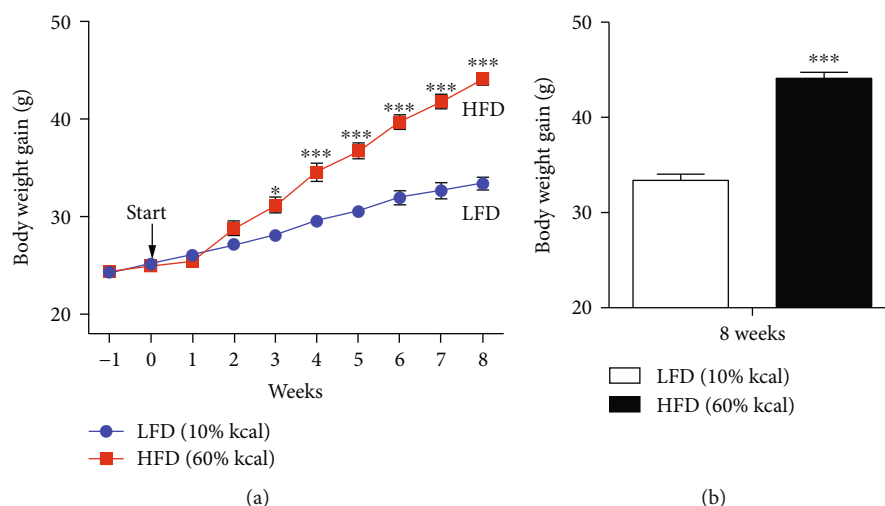 50
40
30
20
Body weight gain (g)
Start
*
***
***
***
***
***
HFD
LFD
−1 0 1 2 3 4 5 6 7 8
Weeks
LFD (10% kcal)
HFD (60% kcal)
(a)
50
40
30
20
Body weight gain (g)
***
8 weeks
LFD (10% kcal)
HFD (60% kcal)
(b)